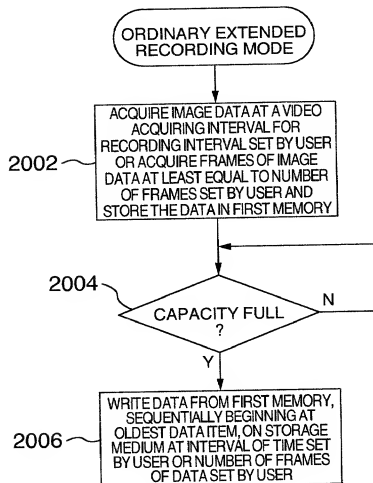 ORDINARY EXTENDED
RECORDING MODE
2002
ACQUIRE IMAGE DATA AT A VIDEO
ACQUIRING INTERVAL FOR
RECORDING INTERVAL SET BY USER
OR ACQUIRE FRAMES OF IMAGE
DATA AT LEAST EQUAL TO NUMBER
OF FRAMES SET BY USER AND
STORE THE DATA IN FIRST MEMORY
2004
CAPACITY FULL
?
N
Y
2006
WRITE DATA FROM FIRST MEMORY,
SEQUENTIALLY BEGINNING AT
OLDEST DATA ITEM, ON STORAGE
MEDIUM AT INTERVAL OF TIME SET
BY USER OR NUMBER OF FRAMES
OF DATA SET BY USER